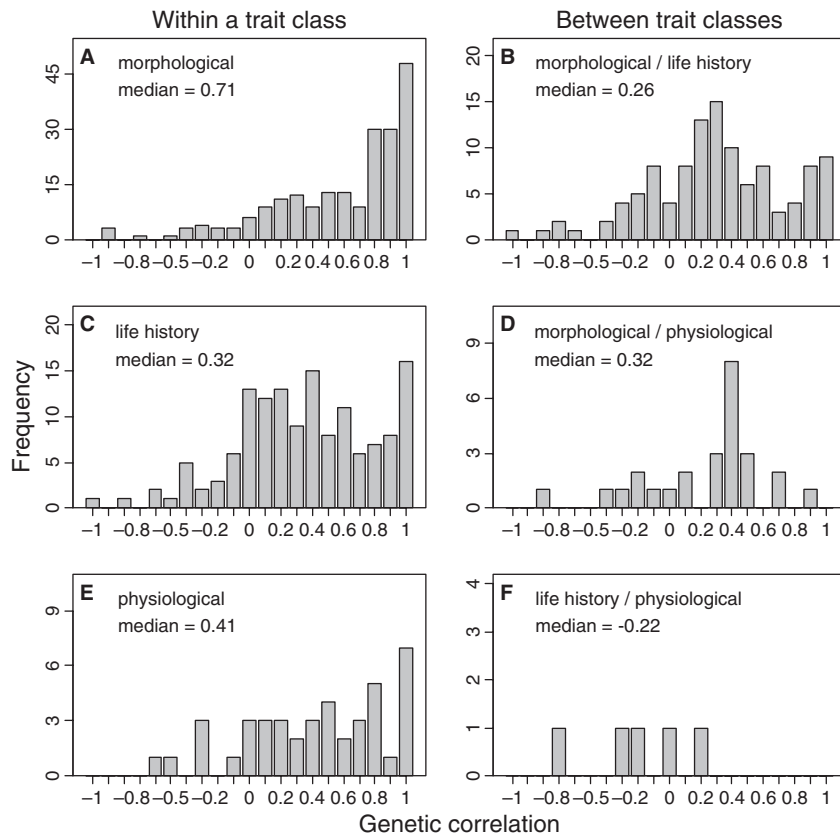 Within a trait class
Between trait classes
A morphological
median = 0.71
45
30
15
0
–1 –0.8 –0.5 –0.2 0 0.2 0.4 0.6 0.8 1
B morphological / life history
median = 0.26
20
15
10
5
0
–1 –0.8 –0.5 –0.2 0 0.2 0.4 0.6 0.8 1
C life history
median = 0.32
20
15
10
5
0
–1 –0.8 –0.5 –0.2 0 0.2 0.4 0.6 0.8 1
D morphological / physiological
median = 0.32
9
6
3
0
–1 –0.8 –0.5 –0.2 0 0.2 0.4 0.6 0.8 1
E physiological
median = 0.41
9
6
3
0
–1 –0.8 –0.5 –0.2 0 0.2 0.4 0.6 0.8 1
F life history / physiological
median = -0.22
4
3
2
1
0
–1 –0.8 –0.5 –0.2 0 0.2 0.4 0.6 0.8 1
Frequency
Genetic correlation